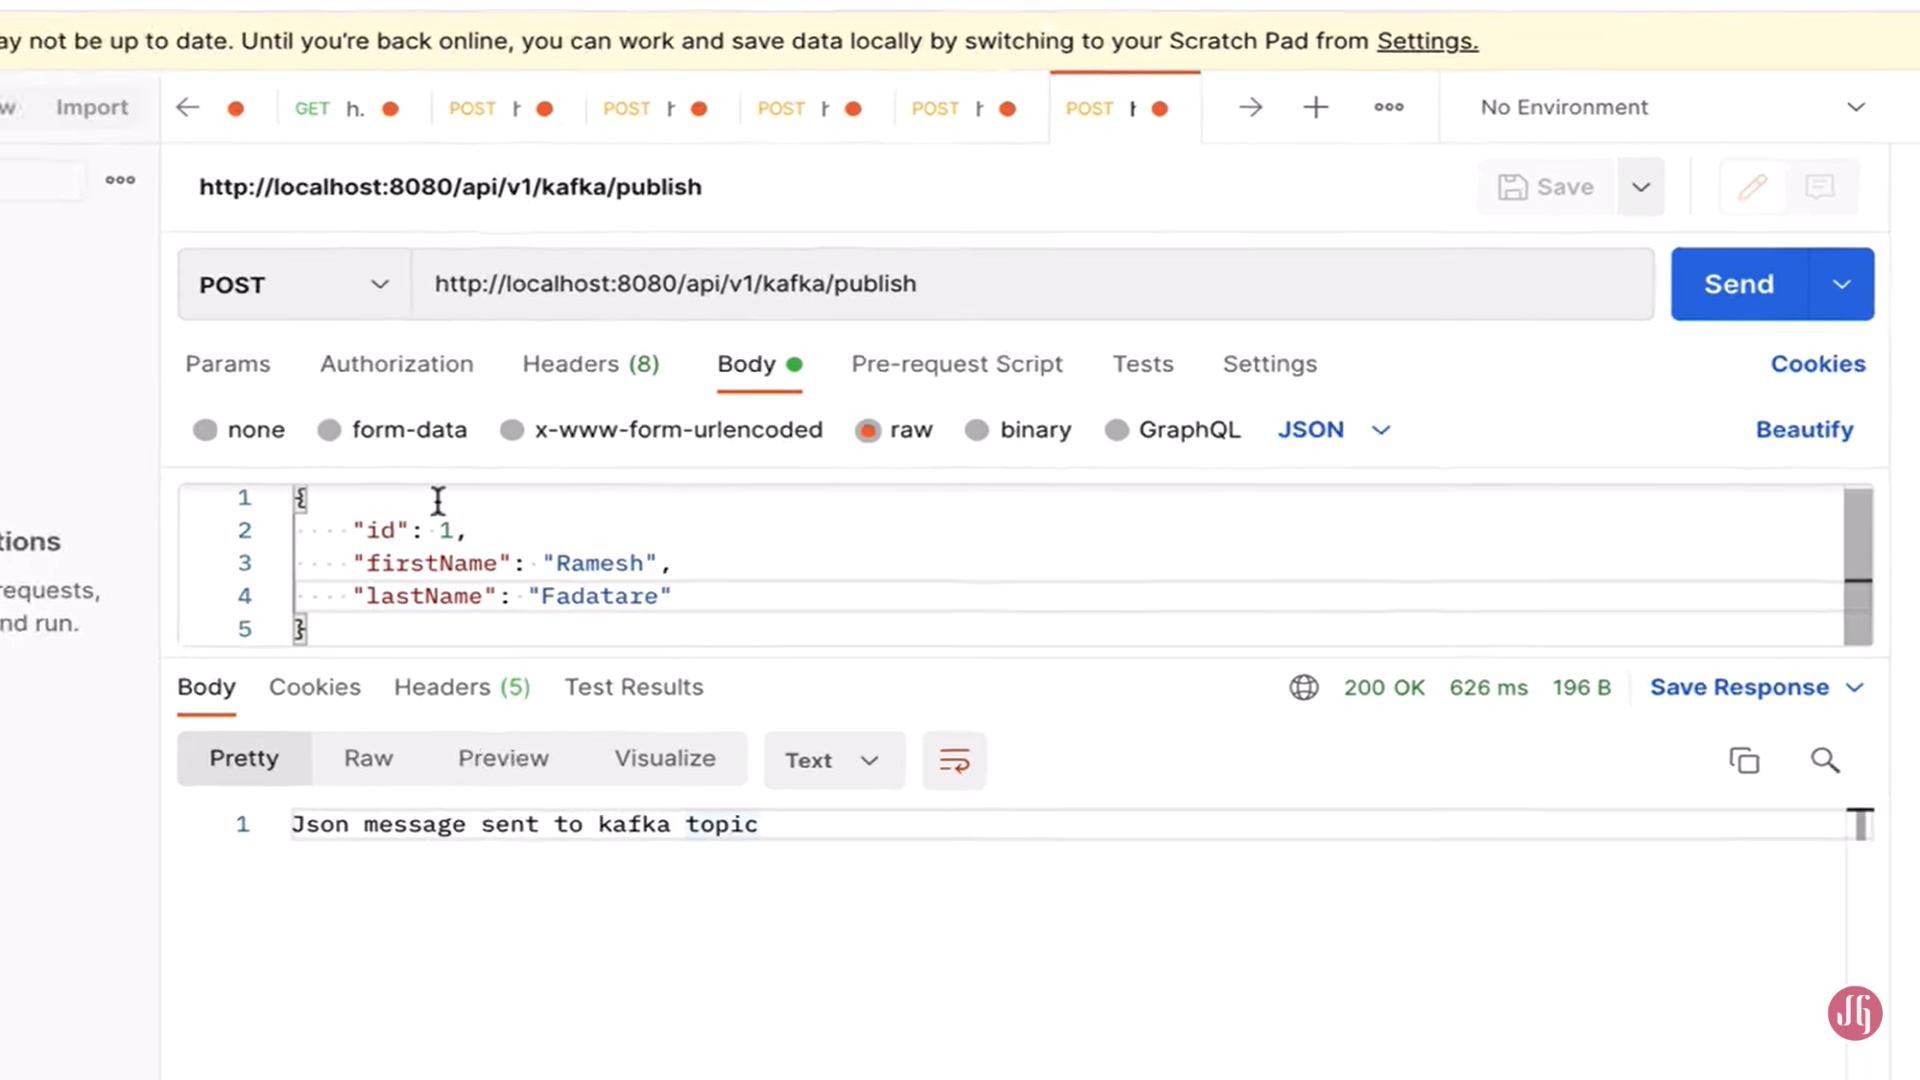 ay not be up to date. Until you're back online, you can work and save data locally by switching to your Scratch Pad from Settings.
w Import GET h. POST POST POST POST POST No Environment
http://localhost:8080/api/v1/kafka/publish Save
POST http://localhost:8080/api/v1/kafka/publish Send
Params Authorization Headers (8) Body Pre-request Script Tests Settings Cookies
none form-data x-www-form-urlencoded raw binary GraphQL JSON Beautify
1 {
2 "id": 1,
3 "firstName": "Ramesh",
4 "lastName": "Fadatare"
5 }
tions
requests,
nd run.
Body Cookies Headers (5) Test Results 200 OK 626 ms 196 B Save Response
Pretty Raw Preview Visualize Text
1 Json message sent to kafka topic
JG